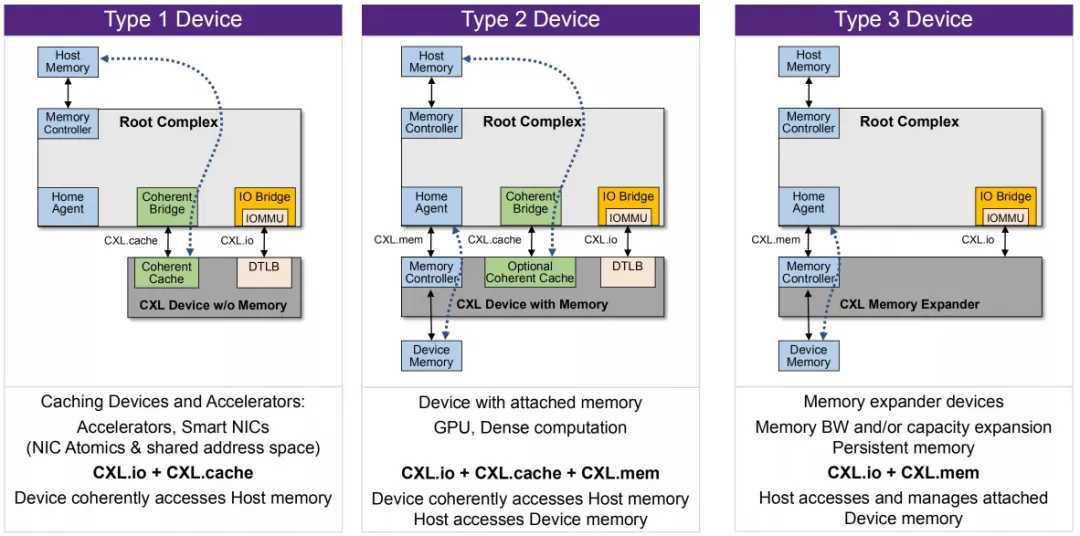 Type 1 Device
Host
Memory
Memory
Controller
Root Complex
Home
Agent
Coherent
Bridge
IO Bridge
IOMMU
CXL.cache
CXL.io
Coherent
Cache
DTLB
CXL Device w/o Memory
Caching Devices and Accelerators:
Accelerators, Smart NICs
(NIC Atomics & shared address space)
CXL.io + CXL.cache
Device coherently accesses Host memory
Type 2 Device
Host
Memory
Memory
Controller
Root Complex
Home
Agent
Coherent
Bridge
IO Bridge
IOMMU
CXL.mem
CXL.cache
CXL.io
Memory
Controller
Optional
Coherent Cache
DTLB
CXL Device with Memory
Device
Memory
Device with attached memory
GPU, Dense computation
CXL.io + CXL.cache + CXL.mem
Device coherently accesses Host memory
Host accesses Device memory
Type 3 Device
Host
Memory
Memory
Controller
Root Complex
Home
Agent
IO Bridge
IOMMU
CXL.mem
CXL.io
Memory
Controller
CXL Memory Expander
Device
Memory
Memory expander devices
Memory BW and/or capacity expansion
Persistent memory
CXL.io + CXL.mem
Host accesses and manages attached
Device memory